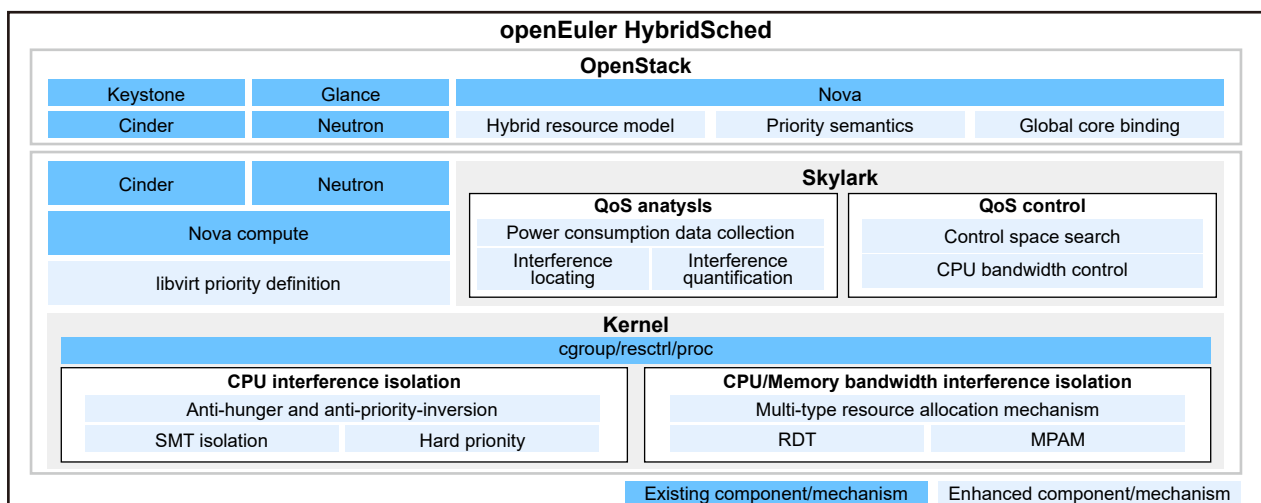 openEuler HybridSched
OpenStack
Keystone
Glance
Nova
Cinder
Neutron
Hybrid resource model
Priority semantics
Global core binding
Cinder
Neutron
Nova compute
libvirt priority definition
Skylark
QoS anatysls
Power consumption data collection
Interference
locating
Interference
quantification
QoS control
Control space search
CPU bandwidth control
Kernel
cgroup/resctrl/proc
CPU interference isolation
Anti-hunger and anti-priority-inversion
SMT isolation
Hard prionity
CPU/Memory bandwidth interference isolation
Multi-type resource allocation mechanism
RDT
MPAM
Existing component/mechanism
Enhanced component/mechanism